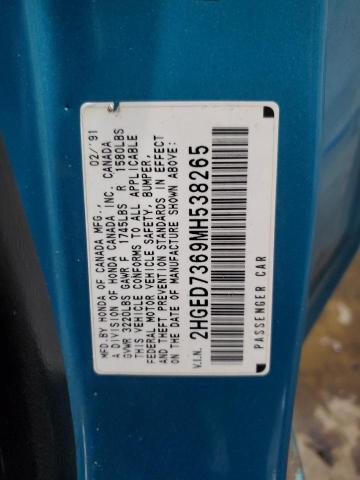 MFD.BY HONDA OF CANADA MFG., 02/'91
A DIVISION OF HONDA CANADA INC. CANADA
GVWR 3220LBS GAWR F 1745LBS R 1580LBS
THIS VEHICLE CONFORMS TO ALL APPLICABLE
FEDERAL MOTOR VEHICLE SAFETY, BUMPER,
AND THEFT PREVENTION STANDARDS IN EFFECT
ON THE DATE OF MANUFACTURE SHOWN ABOVE:
V.I.N. 2HGED7369MH538265
PASSENGER CAR